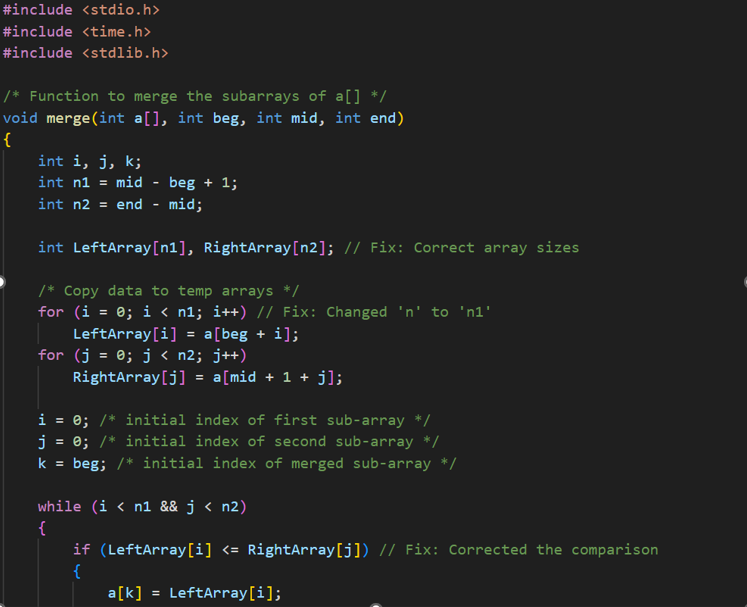 #include <stdio.h>
#include <time.h>
#include <stdlib.h>
/* Function to merge the subarrays of a[] */
void merge(int a[], int beg, int mid, int end)
{
    int i, j, k;
    int n1 = mid - beg + 1;
    int n2 = end - mid;
    int LeftArray[n1], RightArray[n2]; // Fix: Correct array sizes
    /* Copy data to temp arrays */
    for (i = 0; i < n1; i++) // Fix: Changed 'n' to 'n1'
        LeftArray[i] = a[beg + i];
    for (j = 0; j < n2; j++)
        RightArray[j] = a[mid + 1 + j];
    i = 0; /* initial index of first sub-array */
    j = 0; /* initial index of second sub-array */
    k = beg; /* initial index of merged sub-array */
    while (i < n1 && j < n2)
    {
        if (LeftArray[i] <= RightArray[j]) // Fix: Corrected the comparison
        {
            a[k] = LeftArray[i];